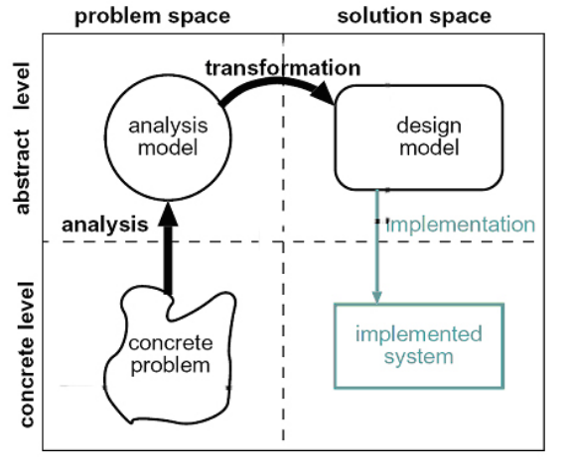 problem space
solution space
abstract level
transformation
analysis
model
design
model
analysis
implementation
concrete level
concrete
problem
implemented
system